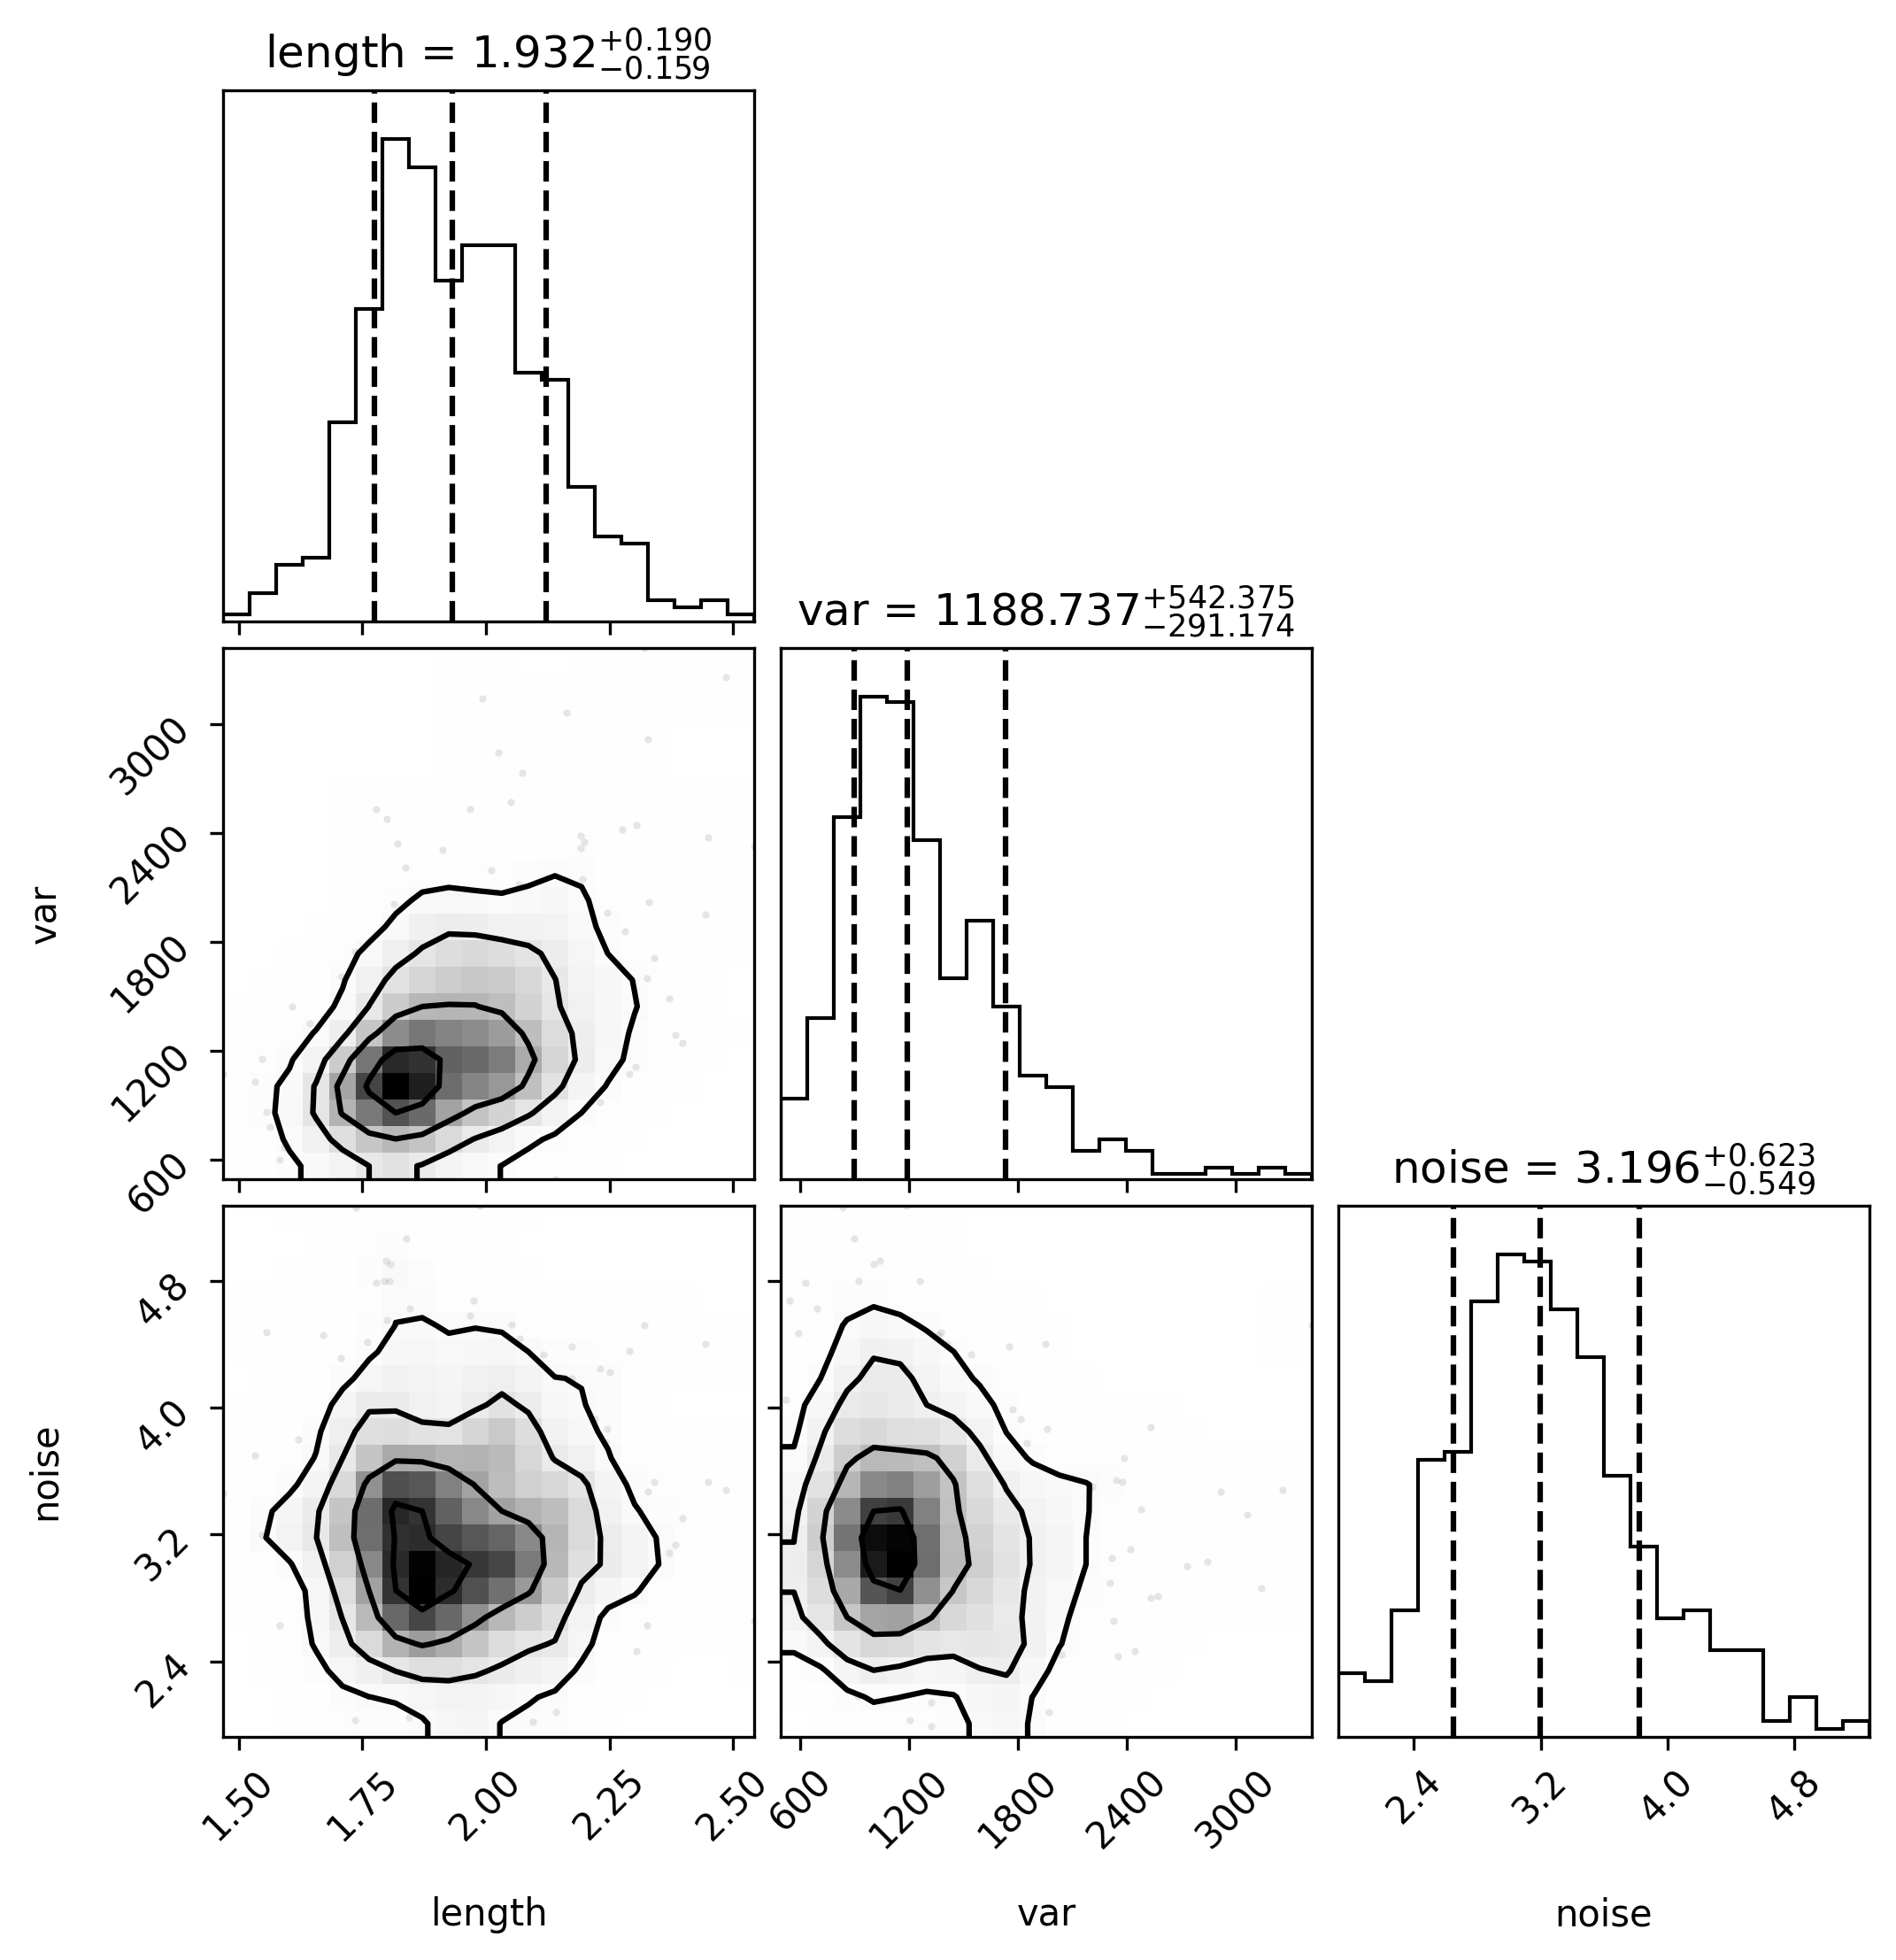 length = 1.932+0.190−0.159
var = 1188.737+542.375−291.174
3000
2400
1800
1200
600
var
noise = 3.196+0.623−0.549
4.8
4.0
3.2
2.4
noise
1.50 1.75 2.00 2.25 2.50 600 1200 1800 2400 3000 2.4 3.2 4.0 4.8
length var noise